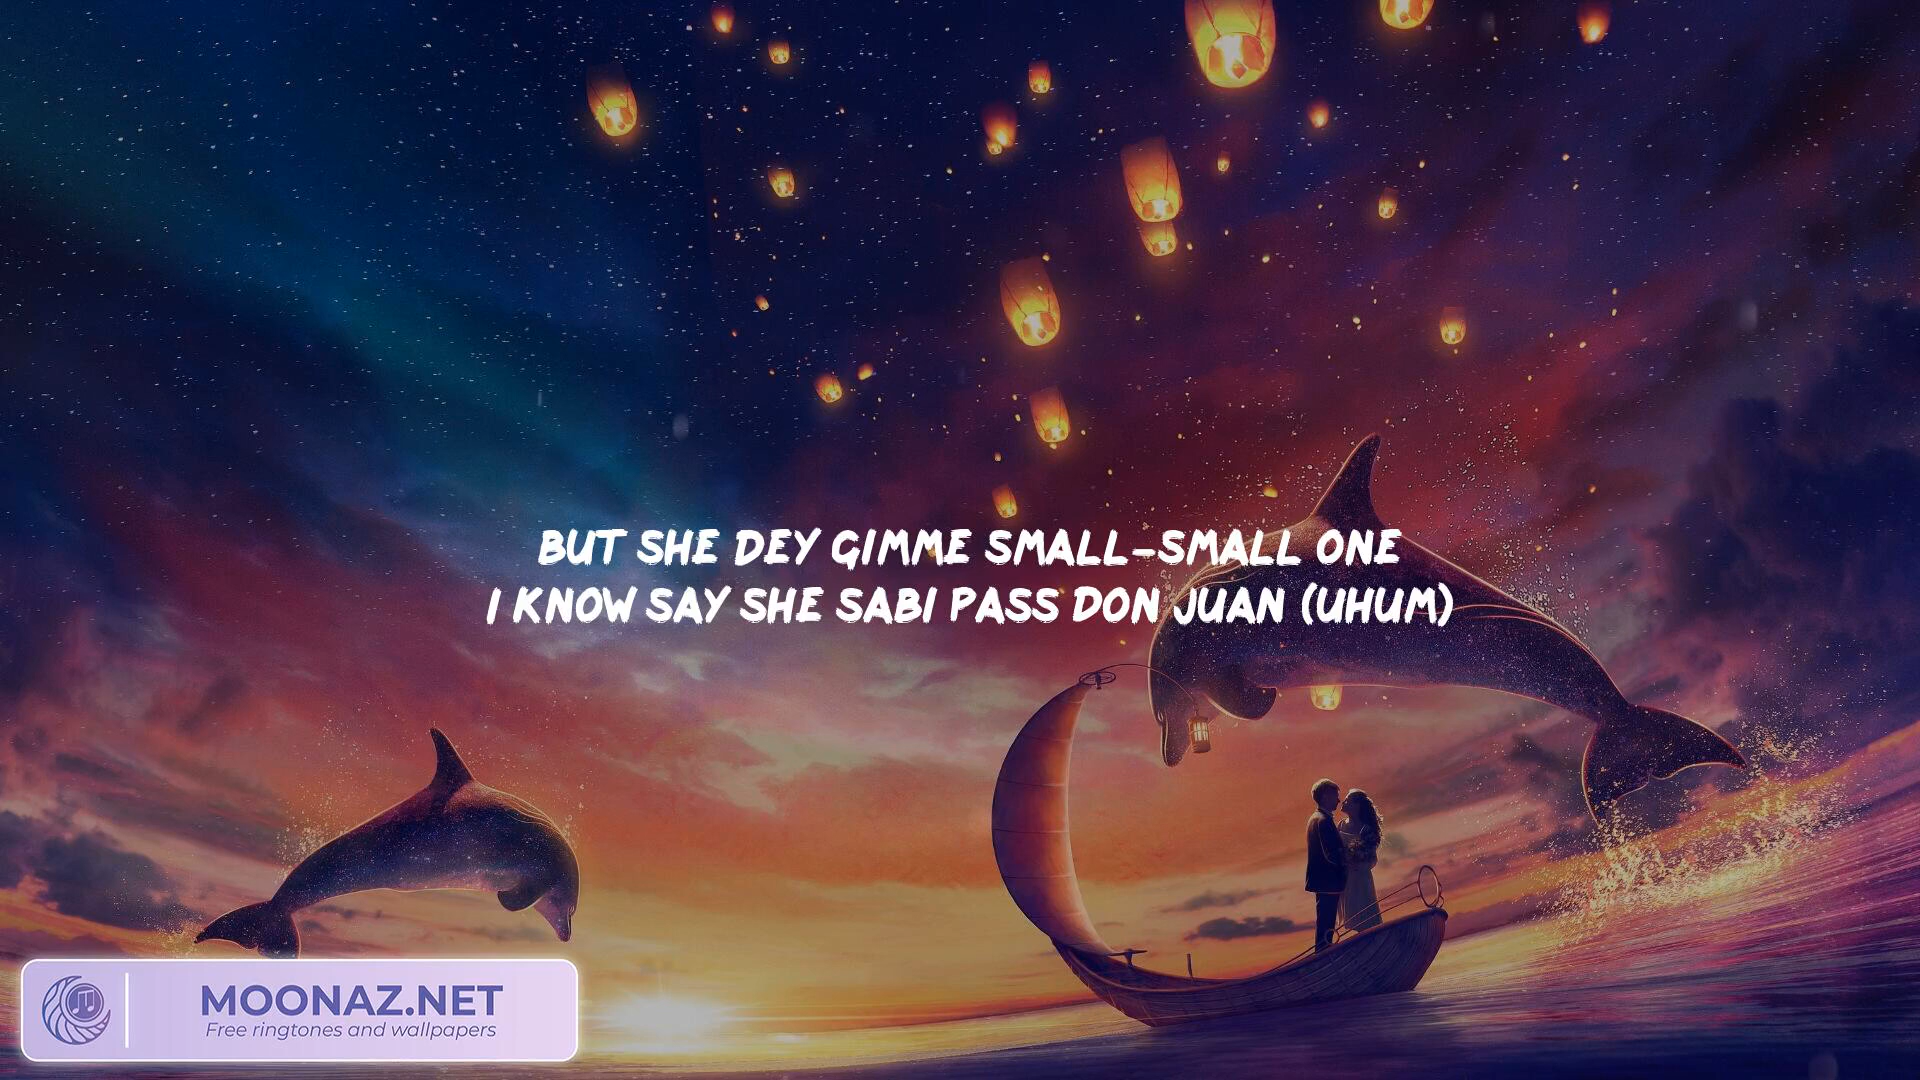 BUT SHE DEY GIMME SMALL-SMALL ONE
I KNOW SAY SHE SABI PASS DON JUAN (UHUM)
MOONAZ.NET
Free ringtones and wallpapers